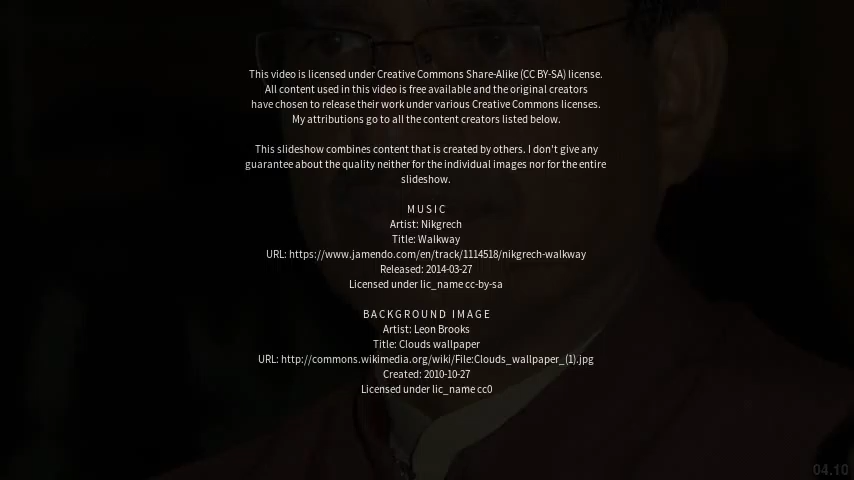 This video is licensed under Creative Commons Share-Alike (CC BY-SA) license.
All content used in this video is free available and the original creators
have chosen to release their work under various Creative Commons licenses.
My attributions go to all the content creators listed below.
This slideshow combines content that is created by others. I don't give any
guarantee about the quality neither for the individual images nor for the entire
slideshow.
MUSIC
Artist: Nikgrech
Title: Walkway
URL: https://www.jamendo.com/en/track/1114518/nikgrech-walkway
Released: 2014-03-27
Licensed under lic_name cc-by-sa
BACKGROUND IMAGE
Artist: Leon Brooks
Title: Clouds wallpaper
URL: http://commons.wikimedia.org/wiki/File:Clouds_wallpaper_(1).jpg
Created: 2010-10-27
Licensed under lic_name cc0
04.10